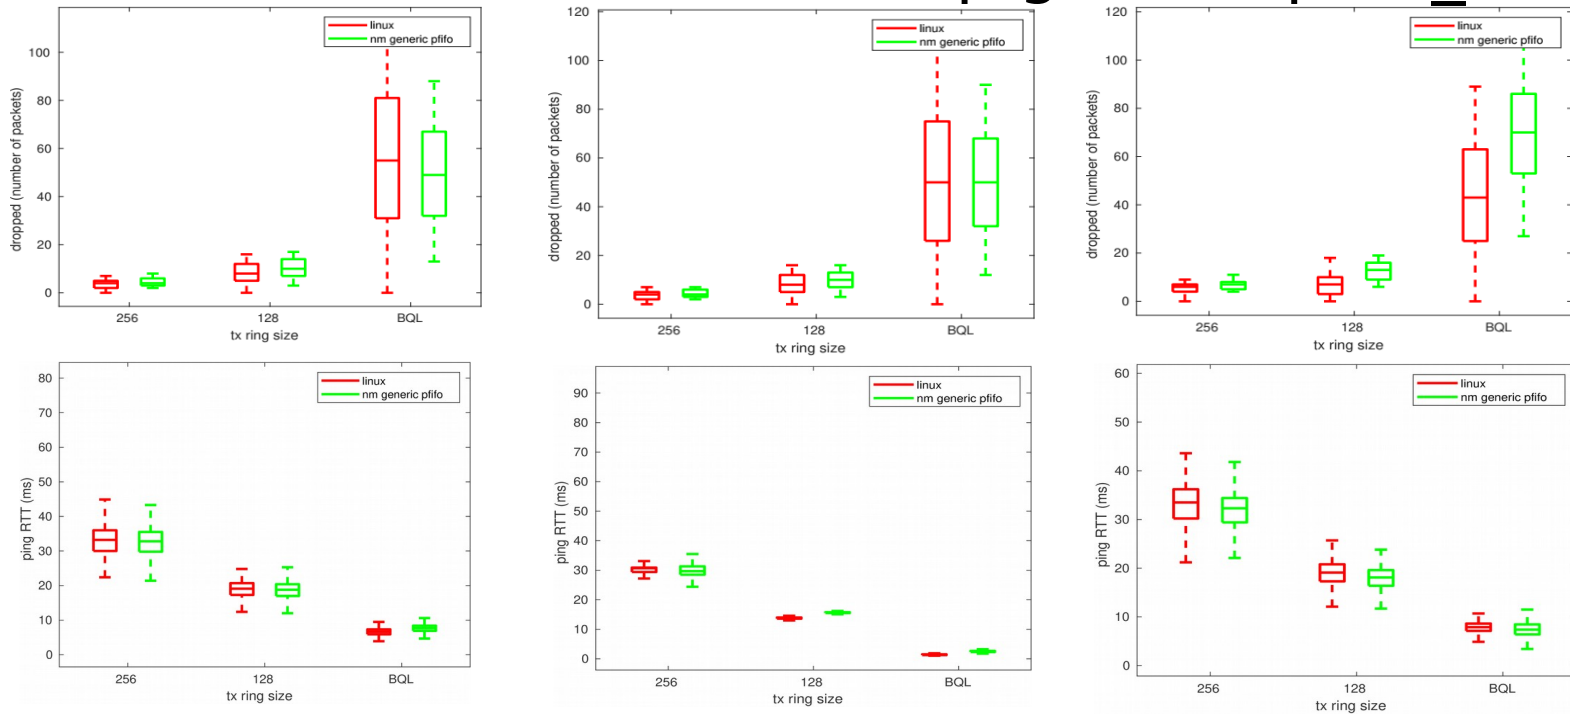 120
120
linux
nm generic pfifo
100
80
60
40
20
0
dropped (number of packets)
256
128
BQL
tx ring size
linux
nm generic pfifo
120
100
80
60
40
20
0
dropped (number of packets)
256
128
BQL
tx ring size
linux
nm generic pfifo
100
80
60
40
20
0
dropped (number of packets)
256
128
BQL
tx ring size
linux
nm generic pfifo
80
70
60
50
40
30
20
10
0
ping RTT (ms)
256
128
BQL
tx ring size
linux
nm generic pfifo
90
80
70
60
50
40
30
20
10
0
ping RTT (ms)
256
128
BQL
tx ring size
linux
nm generic pfifo
60
50
40
30
20
10
0
ping RTT (ms)
256
128
BQL
tx ring size